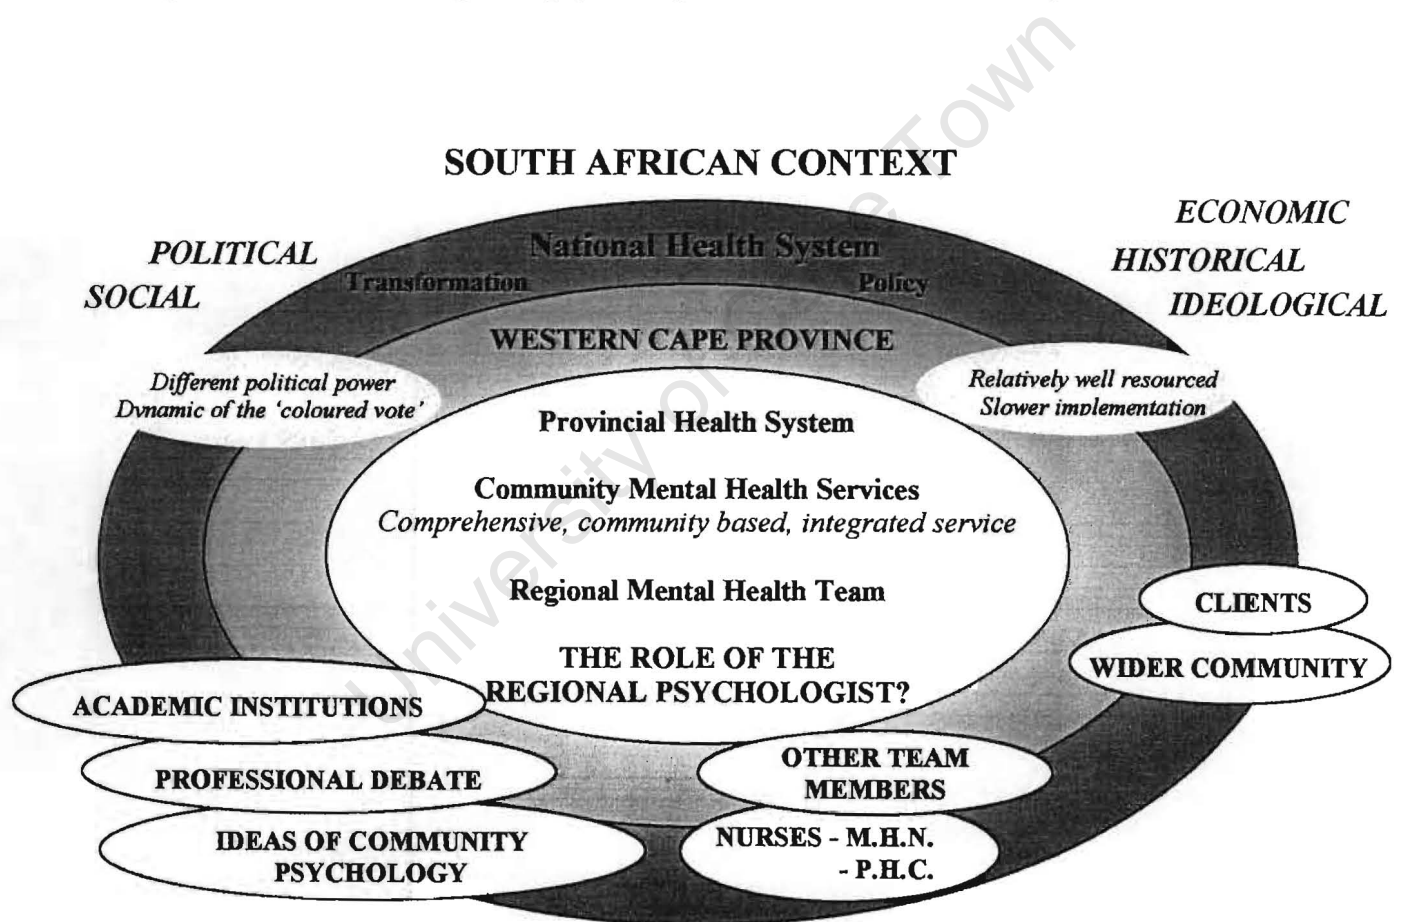 SOUTH AFRICAN CONTEXT
POLITICAL
SOCIAL
ECONOMIC
HISTORICAL
IDEOLOGICAL
National Health System
Transformation
Policy
WESTERN CAPE PROVINCE
Different political power
Dynamic of the 'coloured vote'
Relatively well resourced
Slower implementation
Provincial Health System
Community Mental Health Services
Comprehensive, community based, integrated service
Regional Mental Health Team
THE ROLE OF THE
REGIONAL PSYCHOLOGIST?
CLIENTS
WIDER COMMUNITY
ACADEMIC INSTITUTIONS
PROFESSIONAL DEBATE
IDEAS OF COMMUNITY
PSYCHOLOGY
OTHER TEAM
MEMBERS
NURSES - M.H.N.
- P.H.C.
University of Town